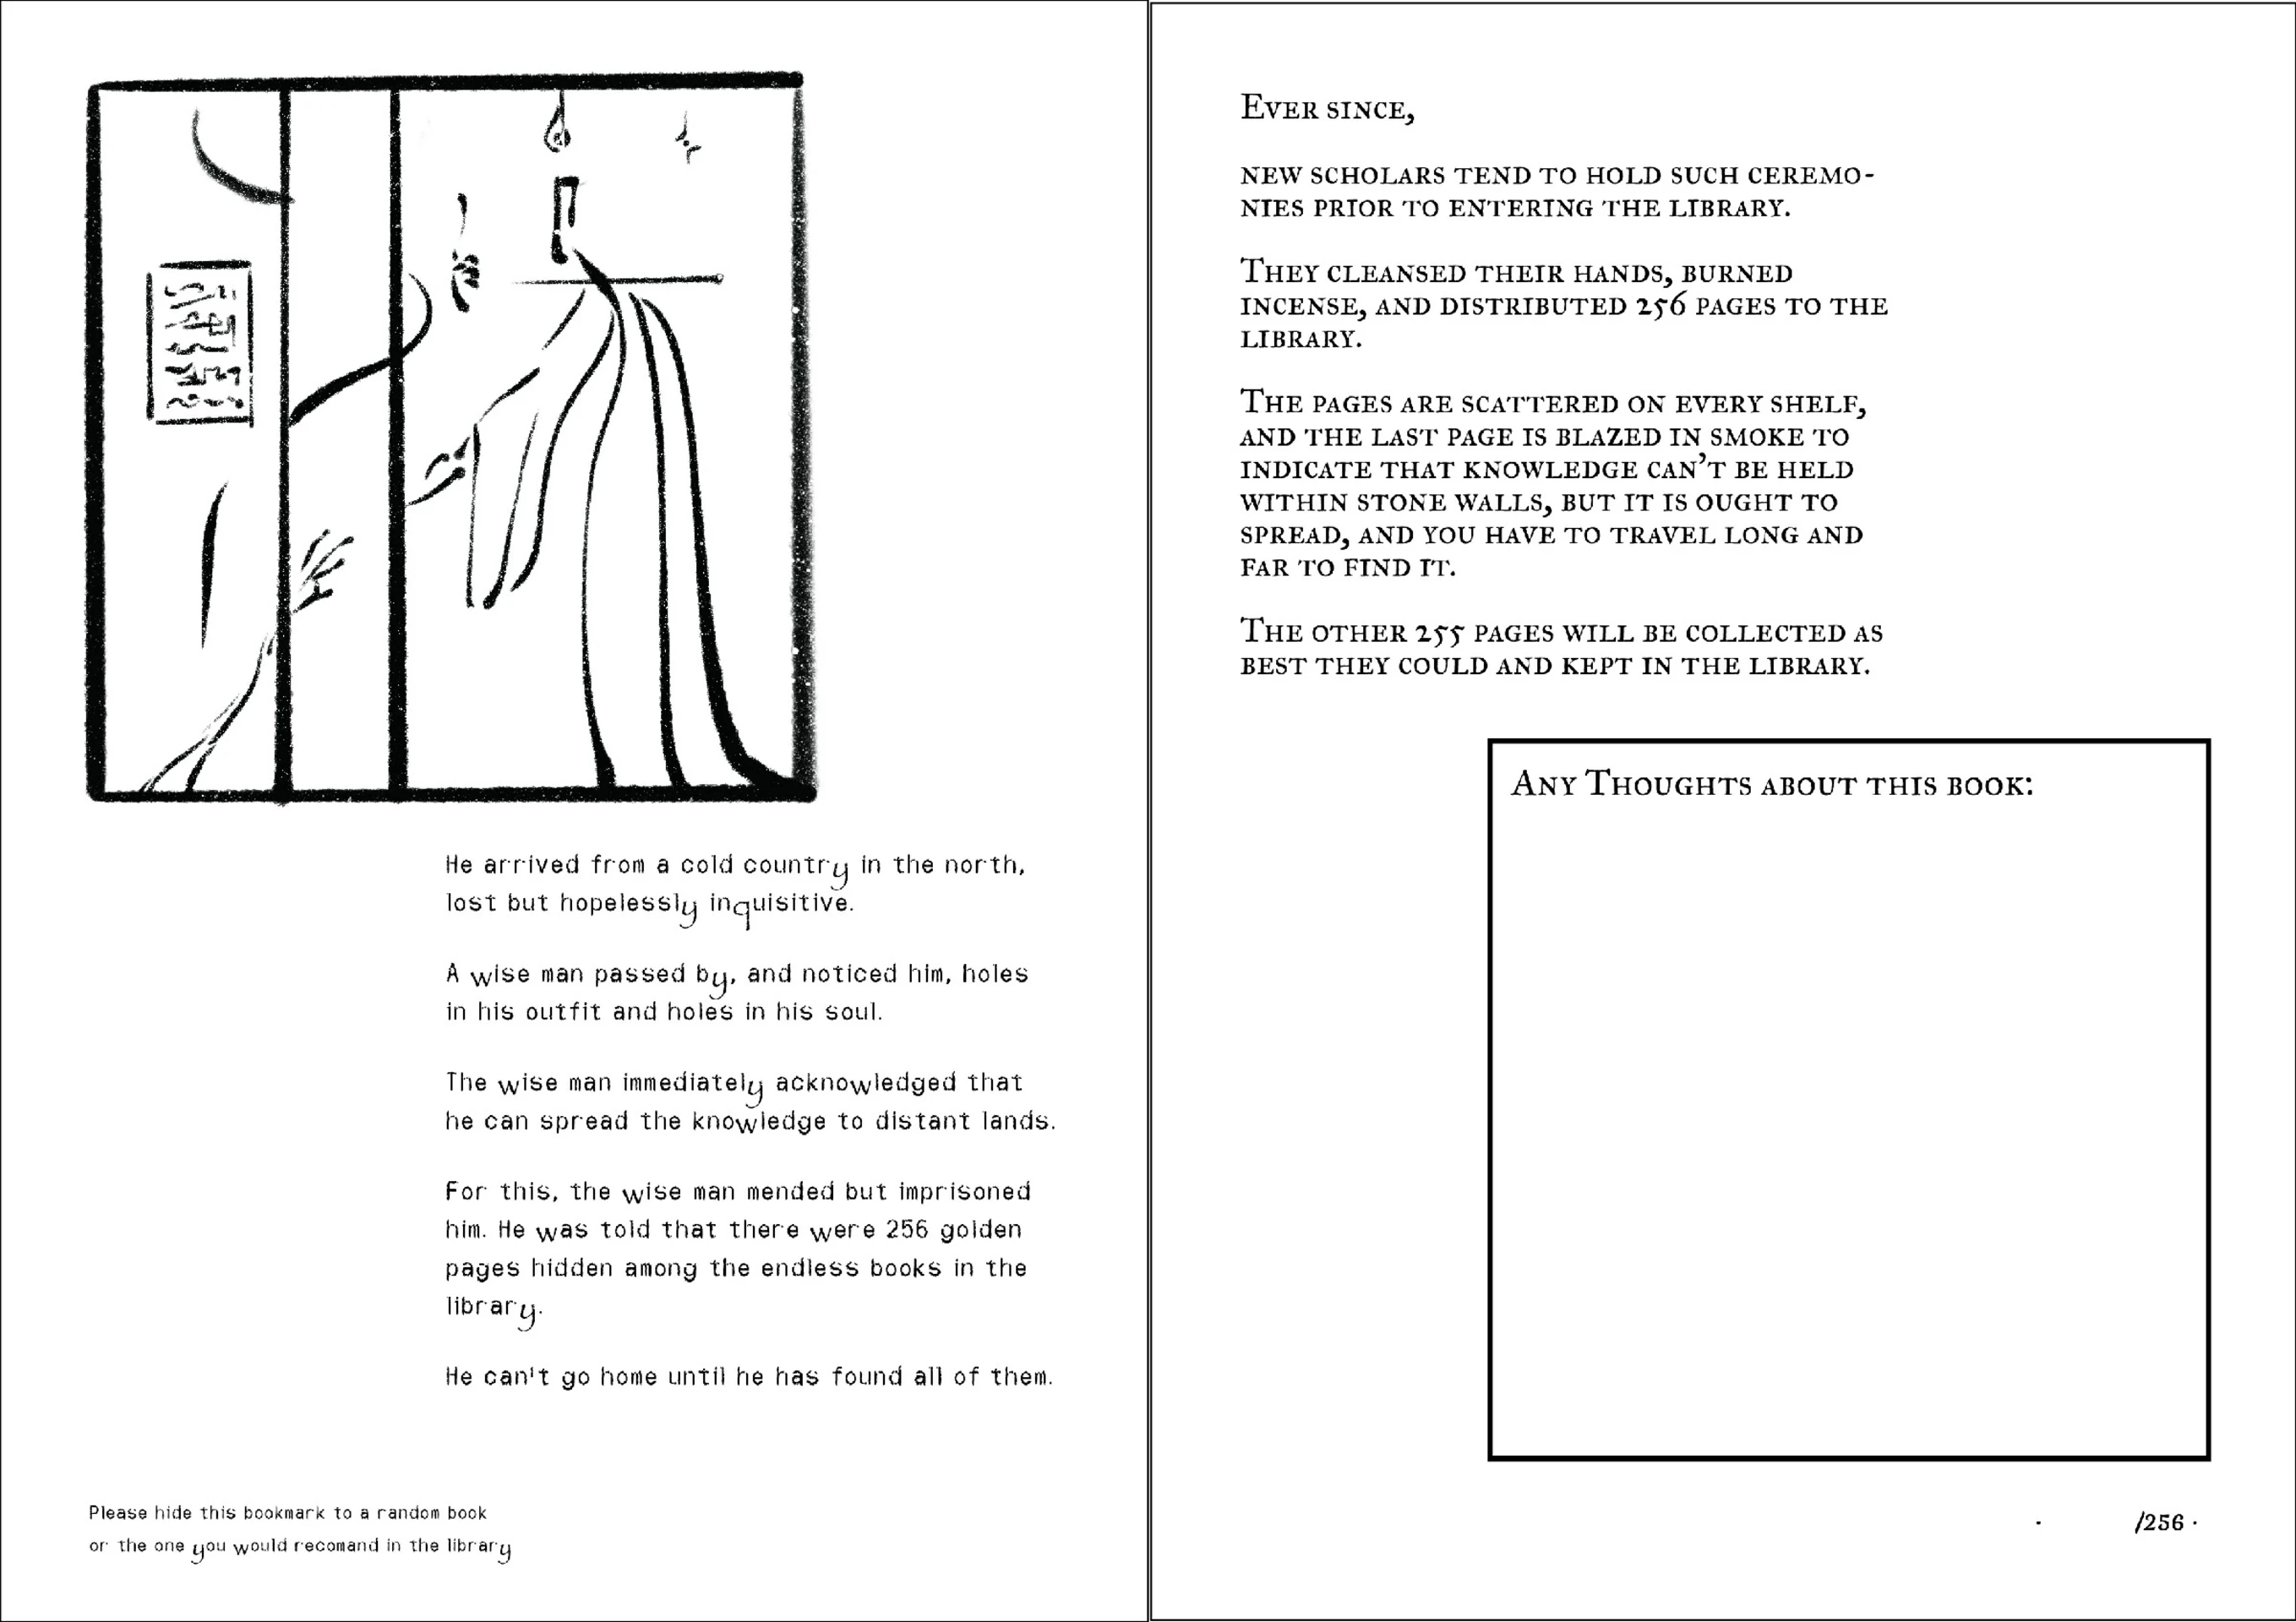 He arrived from a cold country in the north,
lost but hopelessly inquisitive.
A wise man passed by, and noticed him, holes
in his outfit and holes in his soul.
The wise man immediately acknowledged that
he can spread the knowledge to distant lands.
For this, the wise man mended but imprisoned
him. He was told that there were 256 golden
pages hidden among the endless books in the
library.
He can't go home until he has found all of them.
Please hide this bookmark to a random book
or the one you would recomand in the library
Ever since,
new scholars tend to hold such ceremo-
nies prior to entering the library.
They cleansed their hands, burned
incense, and distributed 256 pages to the
library.
The pages are scattered on every shelf,
and the last page is blazed in smoke to
indicate that knowledge can't be held
within stone walls, but it is ought to
spread, and you have to travel long and
far to find it.
The other 255 pages will be collected as
best they could and kept in the library.
Any Thoughts about this book:
· /256 ·